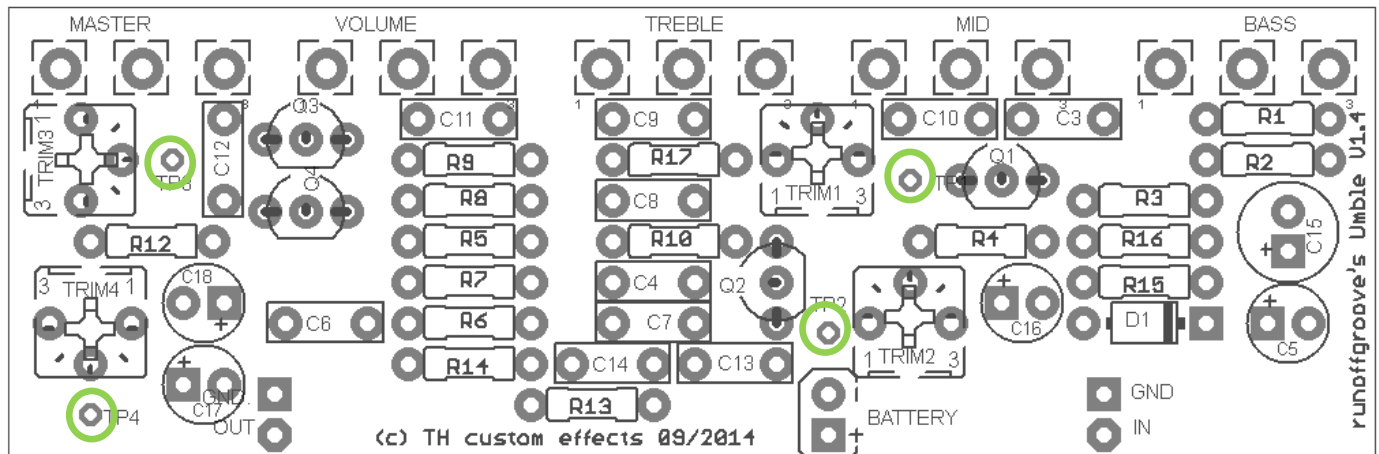 MASTER VOLUME TREBLE MID BASS
1 3 1 3 1 3
TRIM3 1 3
C12
Q3
C11
C9
3 1
TRIM1
1 3
C10
C3
R1
R9
R17
Q1
R2
Q4
R8
C8
R3
R12
R5
R10
R4
R16
C15
+
3 1
TRIM4
C18
+
R7
C4
Q2
TP2
C16
+
R15
C6
R6
C7
D1
C5
+
TRIM2
1 3
R14
C14
C13
C17
+
TP4
GND
OUT
R13
BATTERY
+
GND
IN
(c) TH custom effects 09/2014
runoffgroove's Umble V1.4